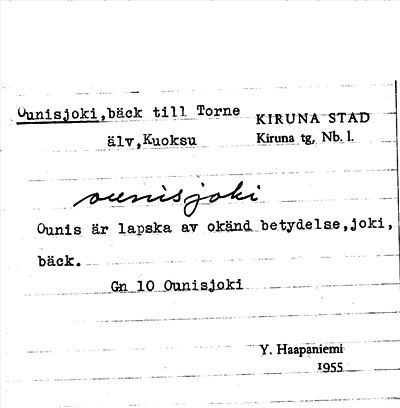 Ounisjoki,bäck till Torne
KIRUNA STAD
älv,Kuoksu
Kiruna tg, Nb. l.
ounisjoki
Ounis är lapska av okänd betydelse,joki,
bäck.
Gn 10 Ounisjoki
Y. Haapaniemi
1955